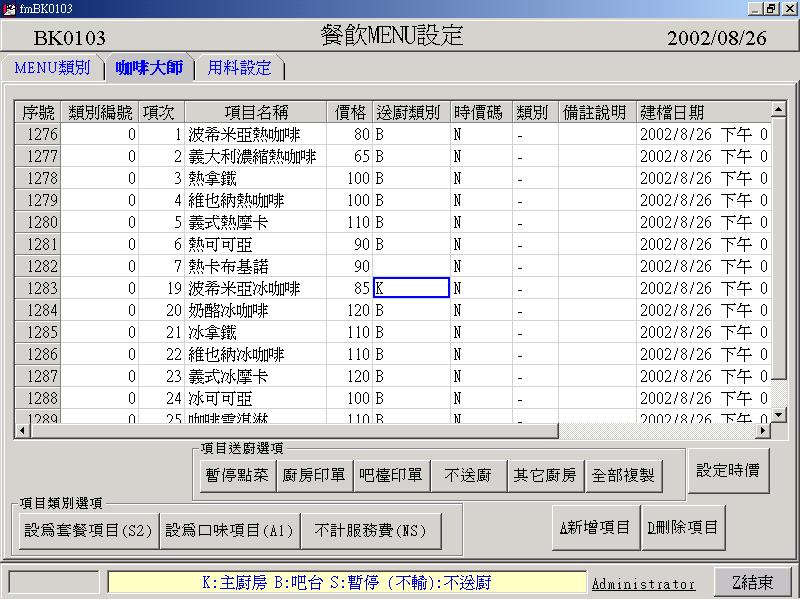 fmBK0103
BK0103 餐飲MENU設定 2002/08/26
MENU類別 咖啡大師 用料設定
序號 類別編號 項次 項目名稱 價格 送廚類別 時價碼 類別 備註說明 建檔日期
1276 0 1 波希米亞熱咖啡 80 B N - 2002/8/26 下午 0
1277 0 2 義大利濃縮熱咖啡 65 B N - 2002/8/26 下午 0
1278 0 3 熱拿鐵 100 B N - 2002/8/26 下午 0
1279 0 4 維也納熱咖啡 100 B N - 2002/8/26 下午 0
1280 0 5 義式熱摩卡 110 B N - 2002/8/26 下午 0
1281 0 6 熱可可亞 90 B N - 2002/8/26 下午 0
1282 0 7 熱卡布基諾 90 N - 2002/8/26 下午 0
1283 0 19 波希米亞冰咖啡 85 K N - 2002/8/26 下午 0
1284 0 20 奶酪冰咖啡 120 B N - 2002/8/26 下午 0
1285 0 21 冰拿鐵 110 B N - 2002/8/26 下午 0
1286 0 22 維也納冰咖啡 110 B N - 2002/8/26 下午 0
1287 0 23 義式冰摩卡 120 B N - 2002/8/26 下午 0
1288 0 24 冰可可亞 100 B N - 2002/8/26 下午 0
1289 0 25 咖啡雪淇淋 110 B N - 2002/8/26 下午 0
項目送廚選項
暫停點菜 廚房印單 吧檯印單 不送廚 其它廚房 全部複製 設定時價
項目類別選項
設為套餐項目(S2) 設為口味項目(A1) 不計服務費(NS) A新增項目 D刪除項目
K:主廚房 B:吧台 S:暫停 (不輸):不送廚 Administrator Z結束